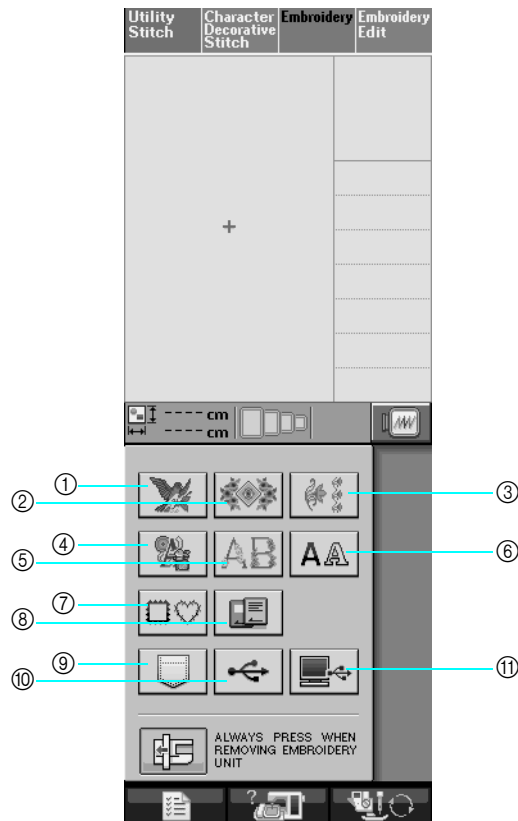 Utility
Stitch
Character
Decorative
Stitch
Embroidery
Embroidery
Edit
---- cm
---- cm
①
②
③
④
AB
⑤
AA
⑥
⑦
⑧
⑨
⑩
⑪
ALWAYS PRESS WHEN
REMOVING EMBROIDERY
UNIT
?